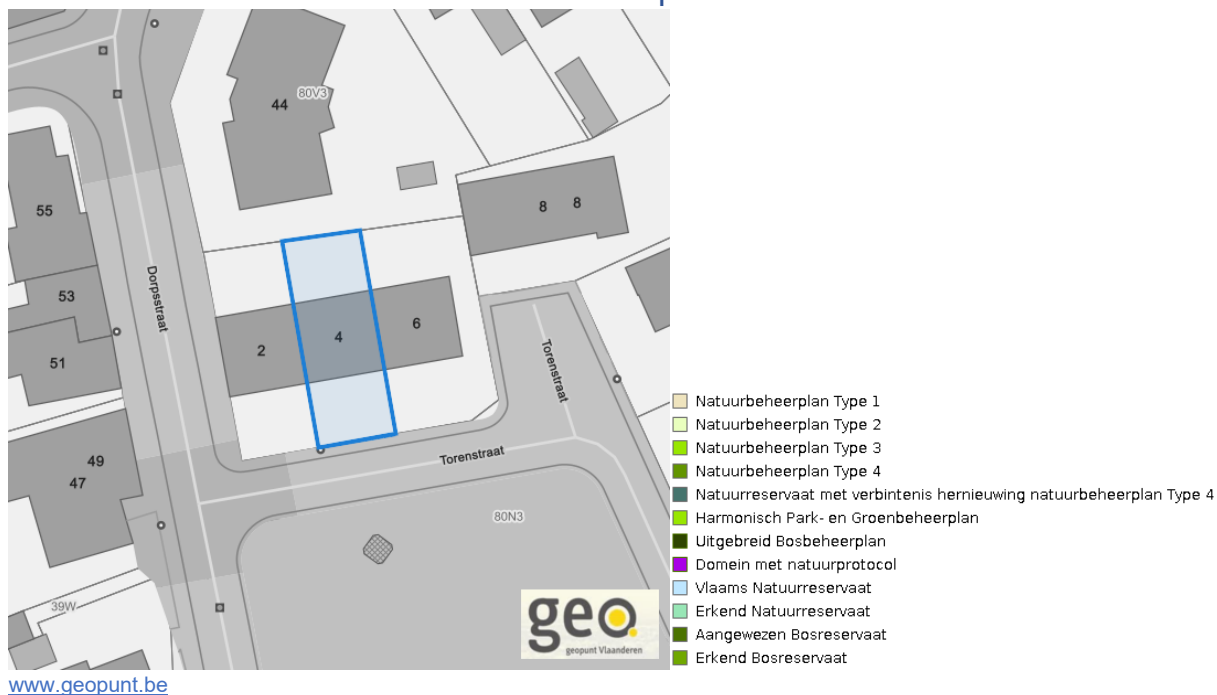 44
80V3
55
8 8
Dorpsstraat
53
4
6
2
51
Torenstraat
49
47
Torenstraat
80N3
39W
geo
geopunt Vlaanderen
Natuurbeheerplan Type 1
Natuurbeheerplan Type 2
Natuurbeheerplan Type 3
Natuurbeheerplan Type 4
Natuurreservaat met verbintenis hernieuwing natuurbeheerplan Type 4
Harmonisch Park- en Groenbeheerplan
Uitgebreid Bosbeheerplan
Domein met natuurprotocol
Vlaams Natuurreservaat
Erkend Natuurreservaat
Aangewezen Bosreservaat
Erkend Bosreservaat
www.geopunt.be